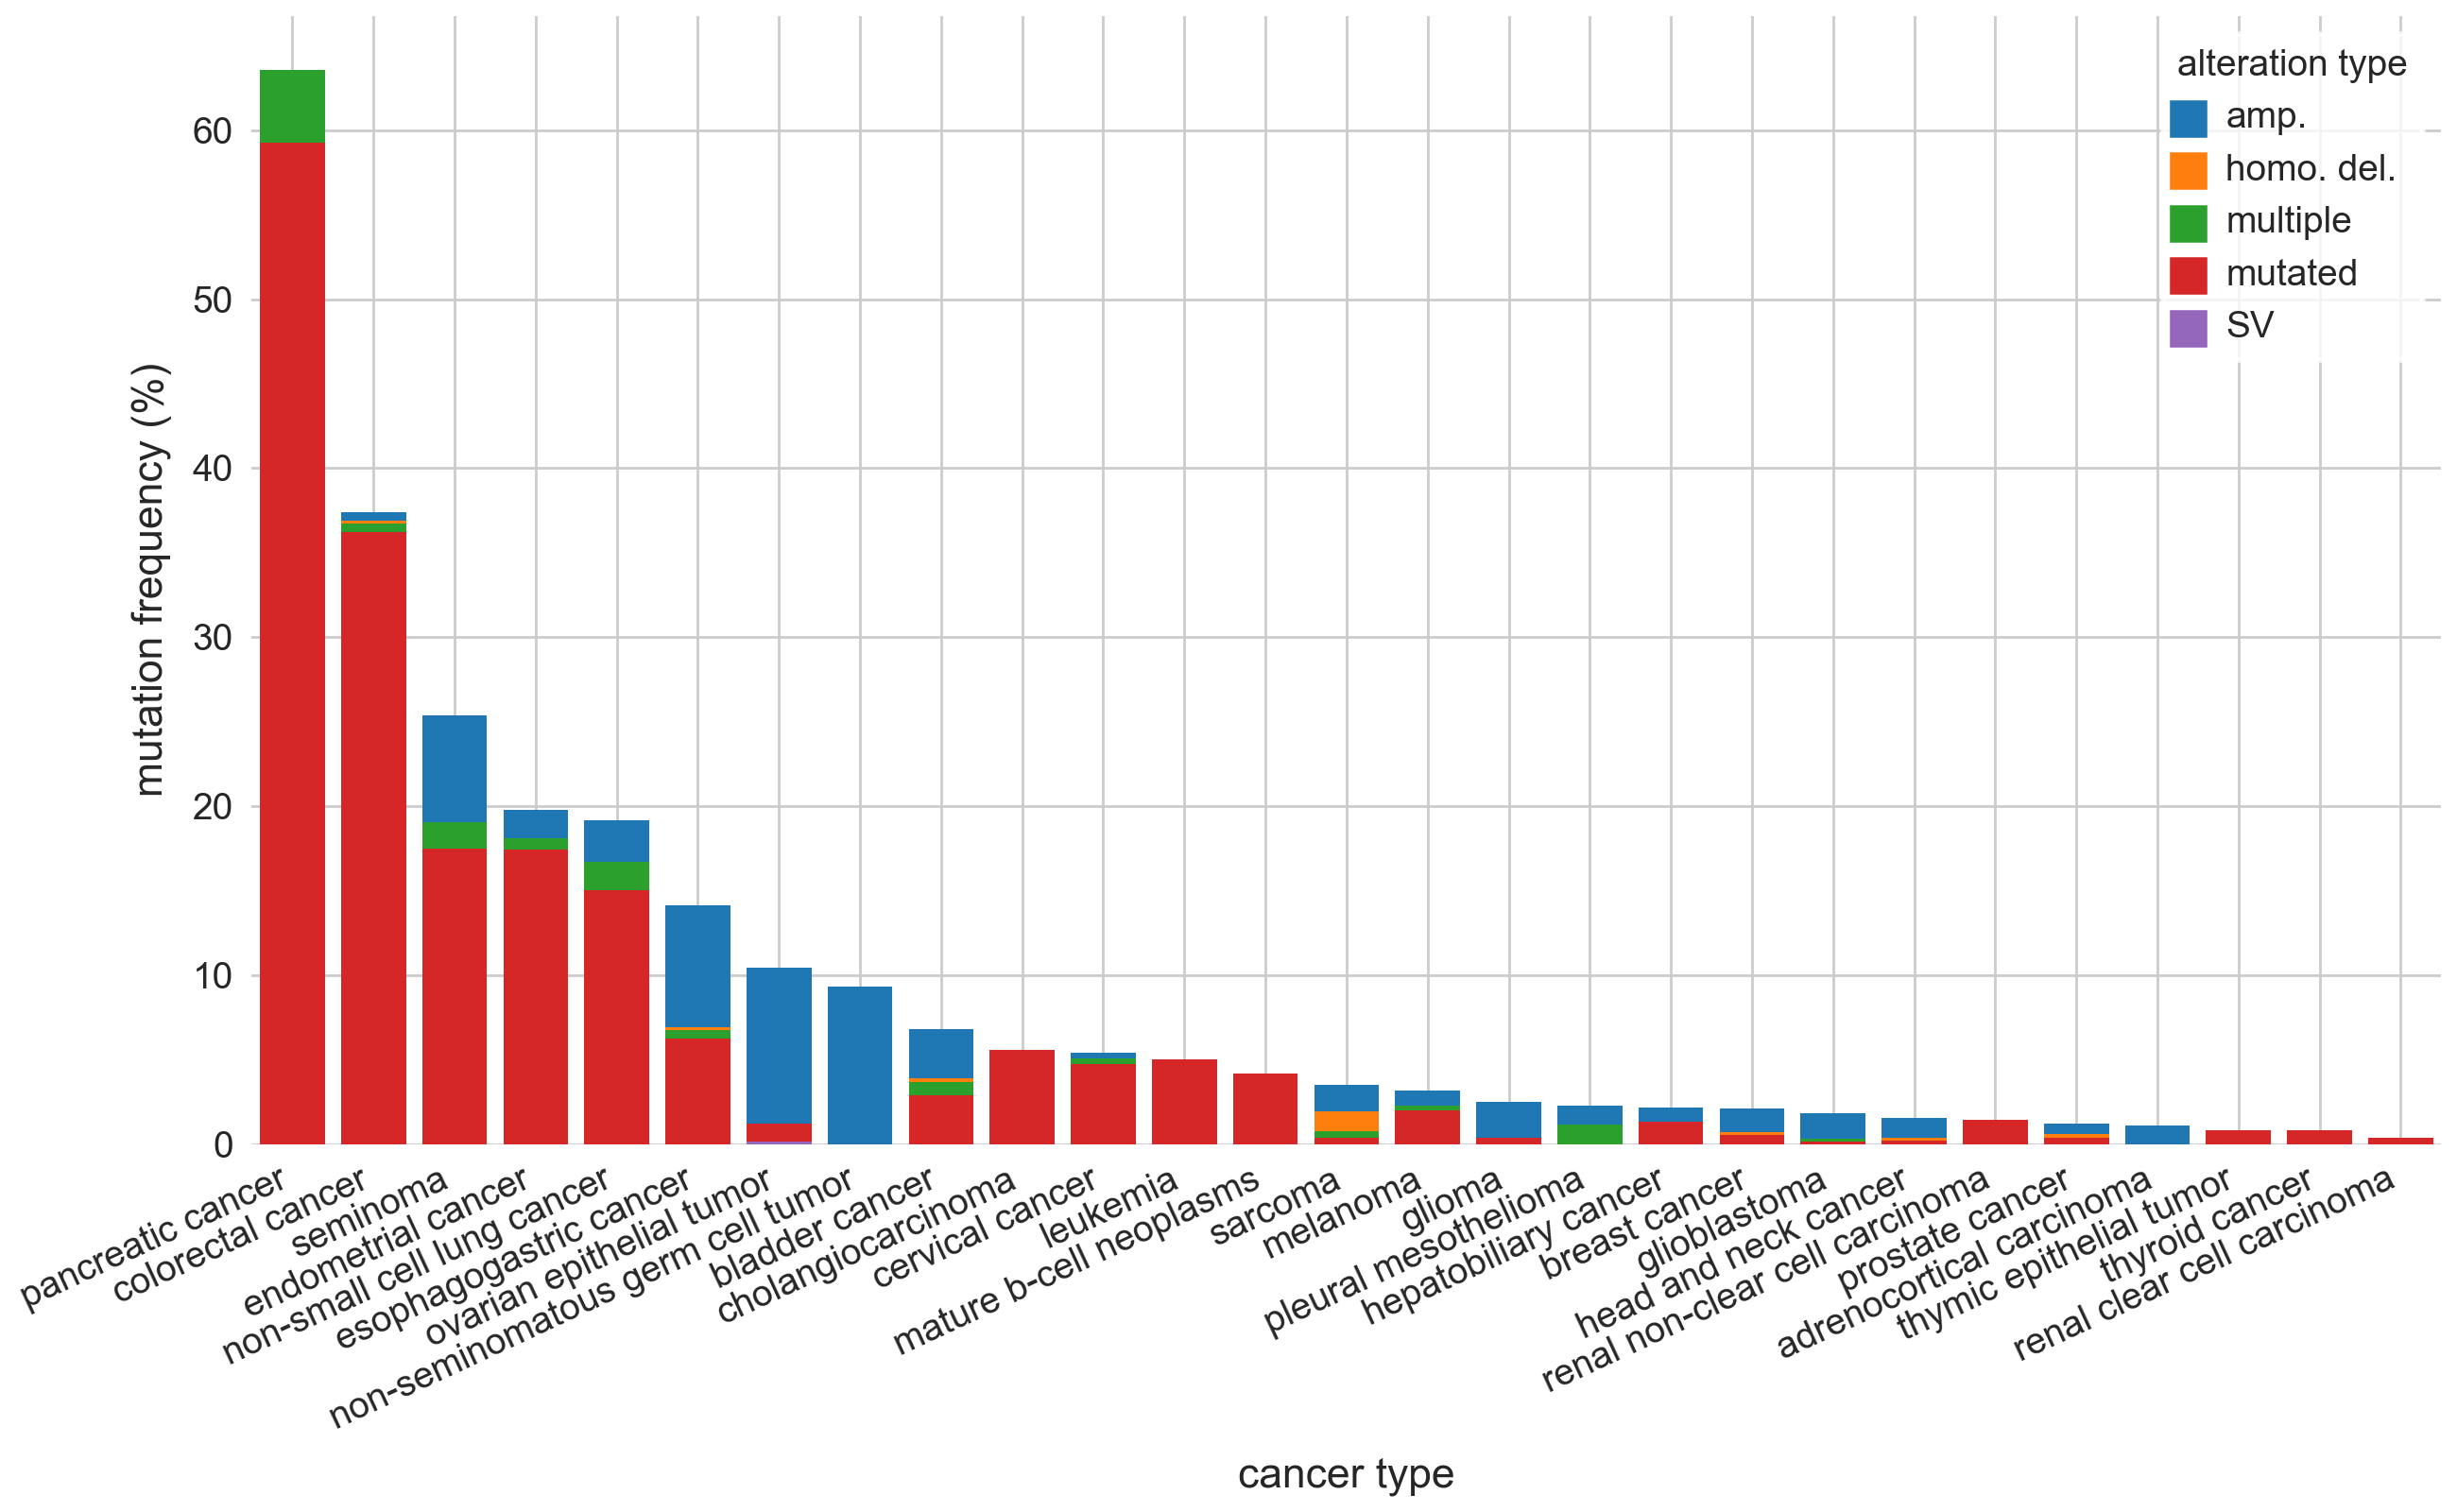 alteration type
amp.
homo. del.
multiple
mutated
SV
mutation frequency (%)
60
50
40
30
20
10
0
pancreatic cancer
colorectal cancer
seminoma
endometrial cancer
non-small cell lung cancer
esophagogastric cancer
ovarian epithelial tumor
non-seminomatous germ cell tumor
bladder cancer
cholangiocarcinoma
cervical cancer
leukemia
mature b-cell neoplasms
sarcoma
melanoma
glioma
pleural mesothelioma
hepatobiliary cancer
breast cancer
glioblastoma
head and neck cancer
renal non-clear cell carcinoma
prostate cancer
adrenocortical carcinoma
thymic epithelial tumor
thyroid cancer
renal clear cell carcinoma
cancer type